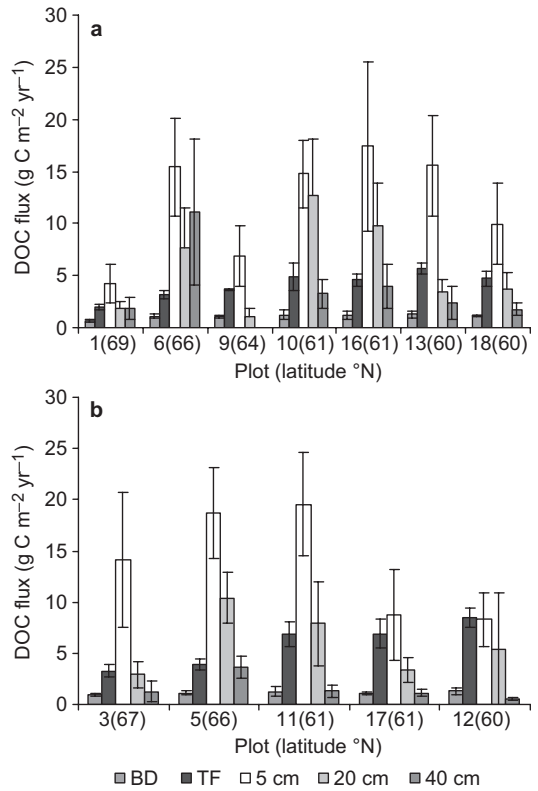 a
30
25
20
15
10
5
0
DOC flux (g C m⁻² yr⁻¹)
1(69) 6(66) 9(64) 10(61) 16(61) 13(60) 18(60)
Plot (latitude °N)
b
30
25
20
15
10
5
0
DOC flux (g C m⁻² yr⁻¹)
3(67) 5(66) 11(61) 17(61) 12(60)
Plot (latitude °N)
BD TF 5 cm 20 cm 40 cm